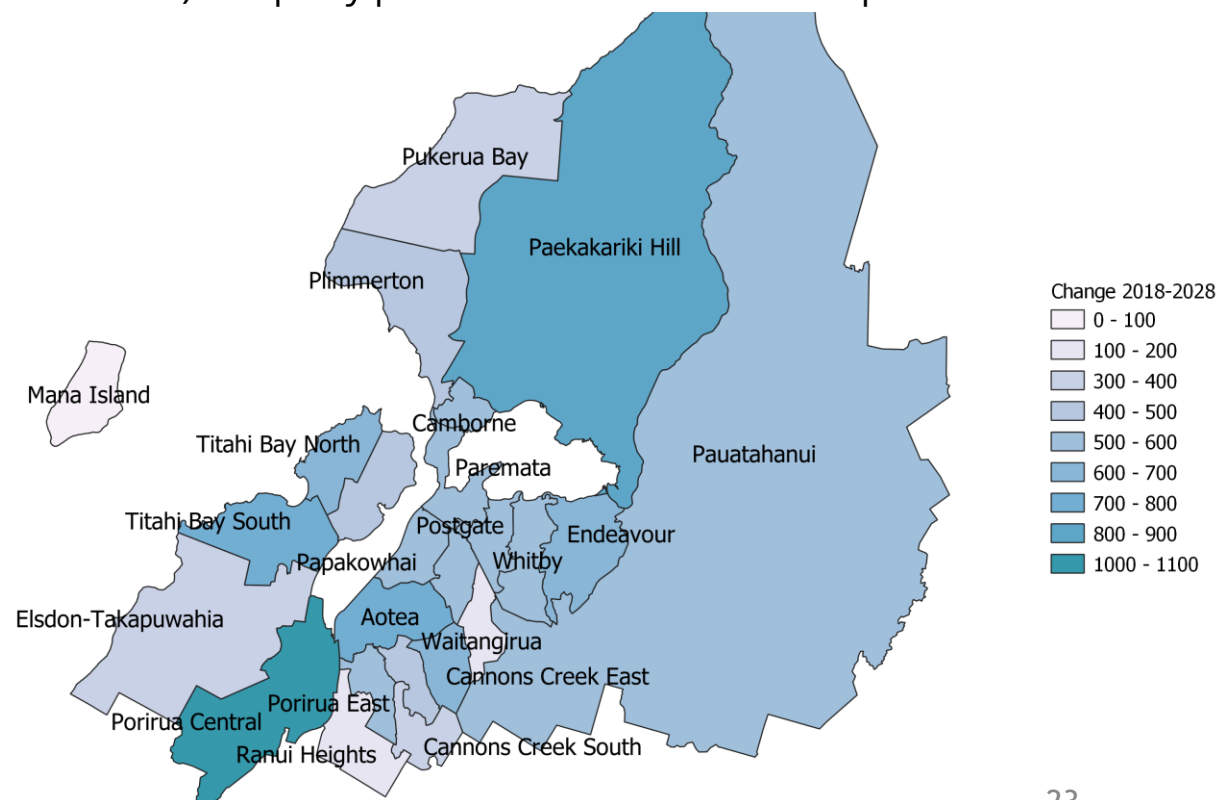 Pukerua Bay
Paekakariki Hill
Plimmerton
Mana Island
Camborne
Titahi Bay North
Paremata
Pauatahanui
Titahi Bay South
Postgate
Endeavour
Papakowhai
Whitby
Elsdon-Takapuwahia
Aotea
Waitangirua
Cannons Creek East
Porirua East
Porirua Central
Ranui Heights
Cannons Creek South
Change 2018-2028
0 - 100
100 - 200
300 - 400
400 - 500
500 - 600
600 - 700
700 - 800
800 - 900
1000 - 1100